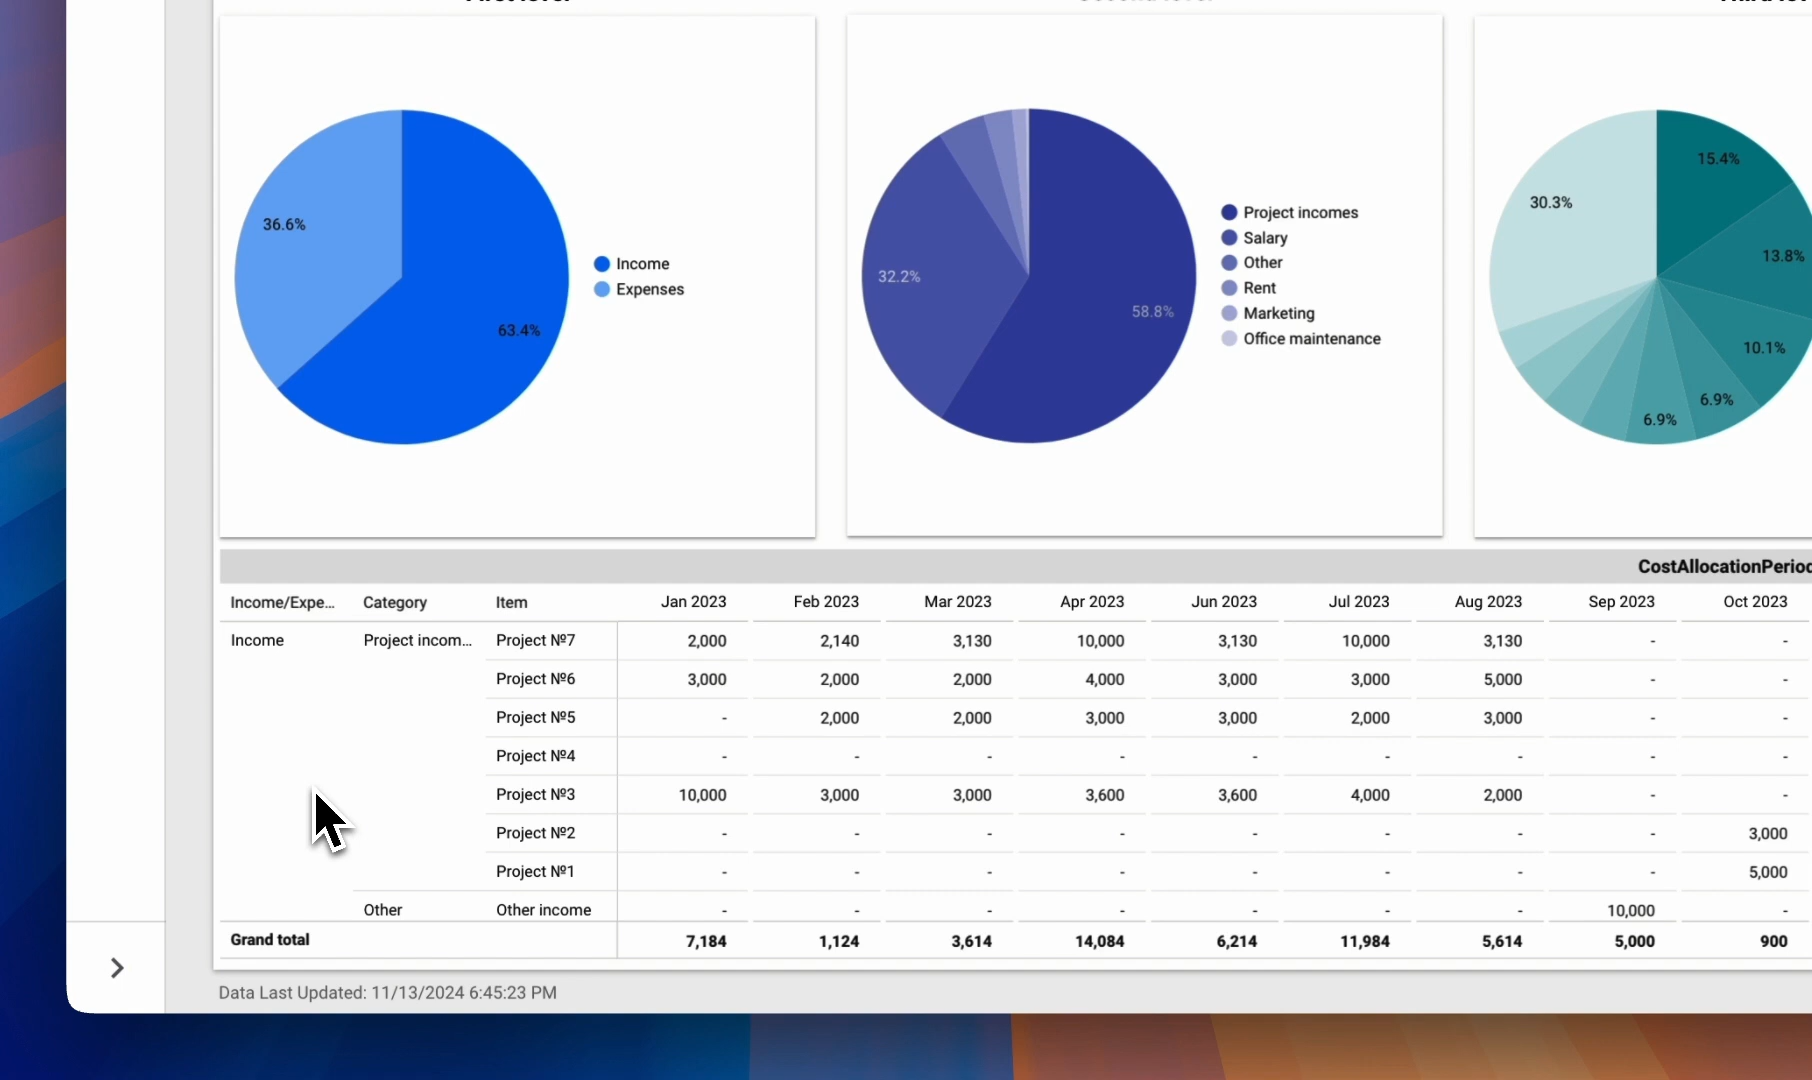 36.6%
63.4%
Income
Expenses
32.2%
58.8%
Project incomes
Salary
Other
Rent
Marketing
Office maintenance
15.4%
30.3%
13.8%
10.1%
6.9%
6.9%
CostAllocationPerio
Income/Expe... Category Item Jan 2023 Feb 2023 Mar 2023 Apr 2023 Jun 2023 Jul 2023 Aug 2023 Sep 2023 Oct 2023
Income Project incom... Project №7 2,000 2,140 3,130 10,000 3,130 10,000 3,130 - -
Project №6 3,000 2,000 2,000 4,000 3,000 3,000 5,000 - -
Project №5 - 2,000 2,000 3,000 3,000 2,000 3,000 - -
Project №4 - - - - - - - - -
Project №3 10,000 3,000 3,000 3,600 3,600 4,000 2,000 - -
Project №2 - - - - - - - - 3,000
Project №1 - - - - - - - - 5,000
Other Other income - - - - - - - 10,000 -
Grand total 7,184 1,124 3,614 14,084 6,214 11,984 5,614 5,000 900
Data Last Updated: 11/13/2024 6:45:23 PM